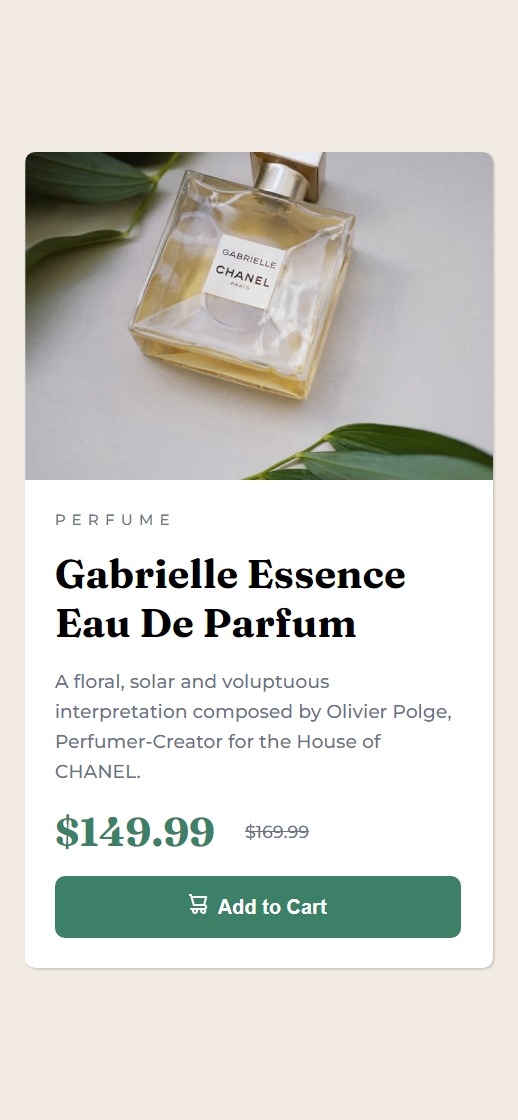 GABRIELLE
CHANEL
PARIS
PERFUME
Gabrielle Essence
Eau De Parfum
A floral, solar and voluptuous
interpretation composed by Olivier Polge,
Perfumer-Creator for the House of
CHANEL.
$149.99 $169.99
Add to Cart